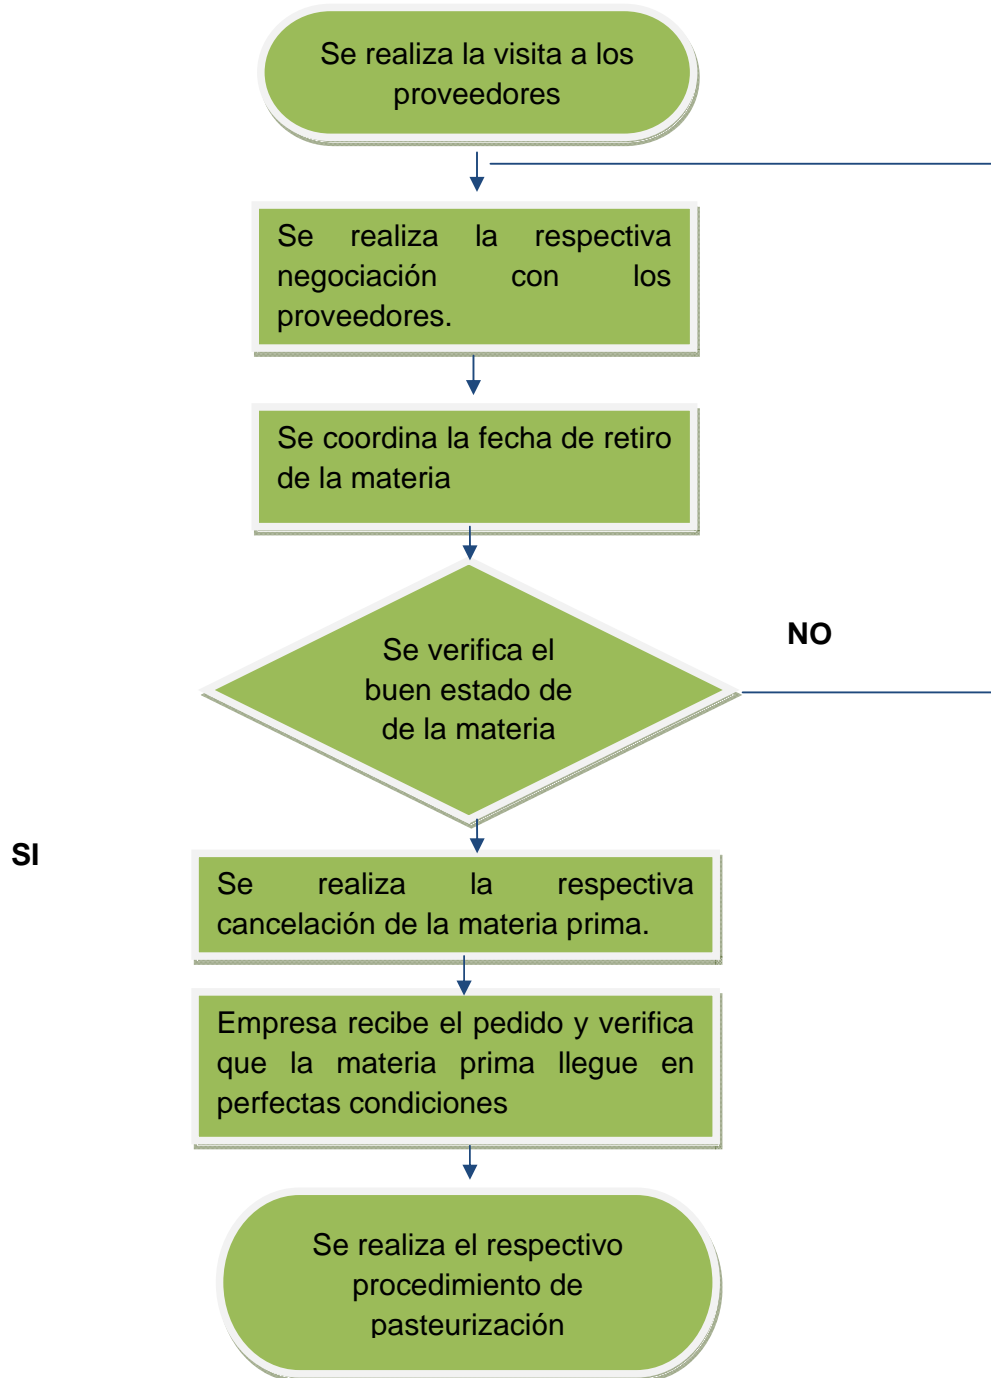 Se realiza la visita a los
proveedores
Se realiza la respectiva
negociación con los
proveedores.
Se coordina la fecha de retiro
de la materia
Se verifica el
buen estado de
de la materia
NO
SI
Se realiza la respectiva
cancelación de la materia prima.
Empresa recibe el pedido y verifica
que la materia prima llegue en
perfectas condiciones
Se realiza el respectivo
procedimiento de
pasteurización